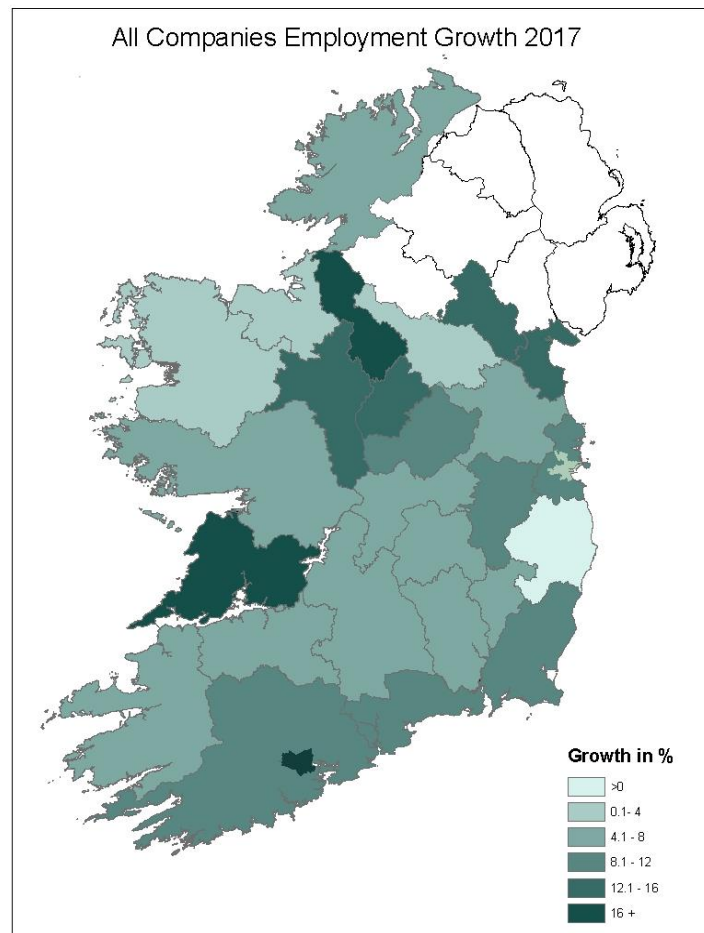 All Companies Employment Growth 2017
Growth in %
>0
0.1- 4
4.1 - 8
8.1 - 12
12.1 - 16
16 +